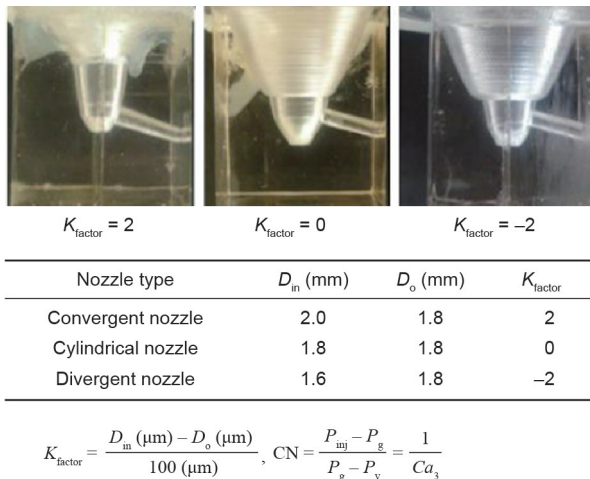 K_factor = 2 K_factor = 0 K_factor = –2
Nozzle type D_in (mm) D_o (mm) K_factor
Convergent nozzle 2.0 1.8 2
Cylindrical nozzle 1.8 1.8 0
Divergent nozzle 1.6 1.8 –2
K_factor = (D_in (μm) – D_o (μm)) / (100 (μm)), CN = (P_inj – P_g) / (P_g – P_v) = 1 / Ca_3